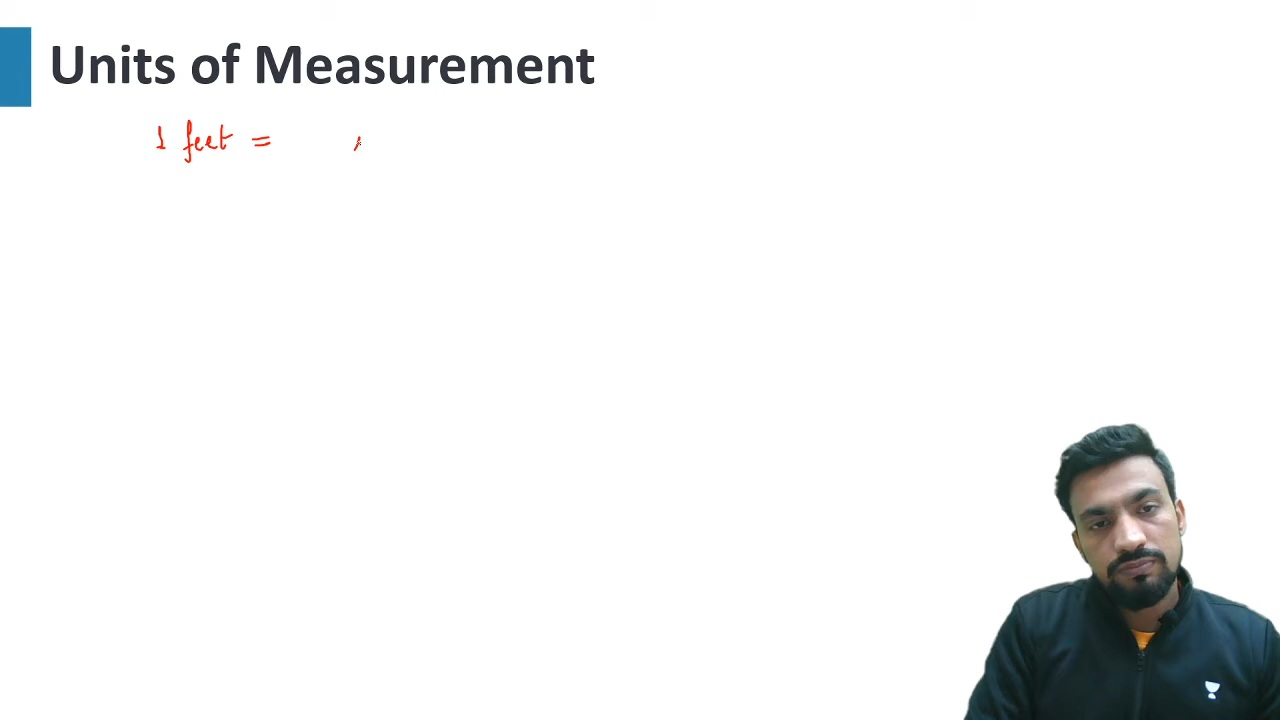 Units of Measurement
1 feet =